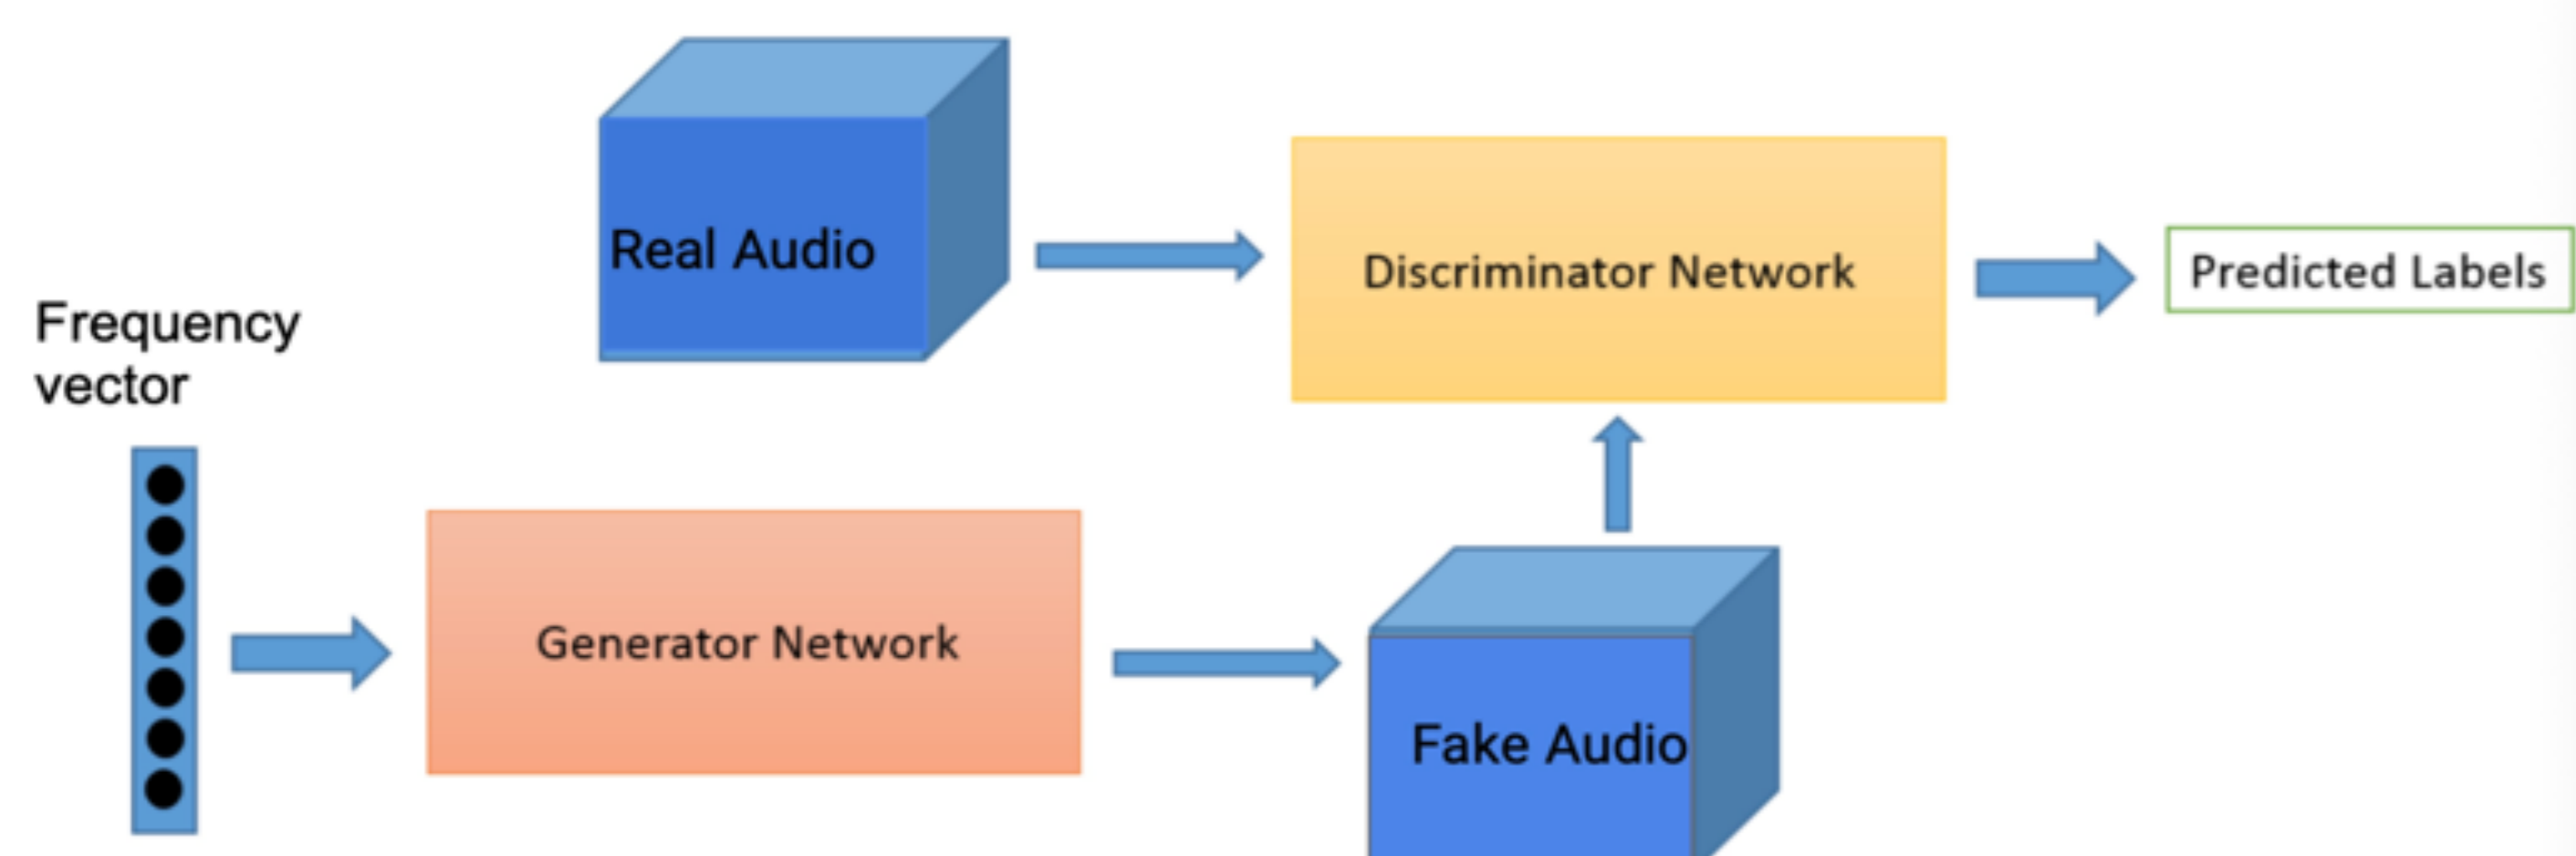 Real Audio
Discriminator Network
Predicted Labels
Frequency
vector
Generator Network
Fake Audio